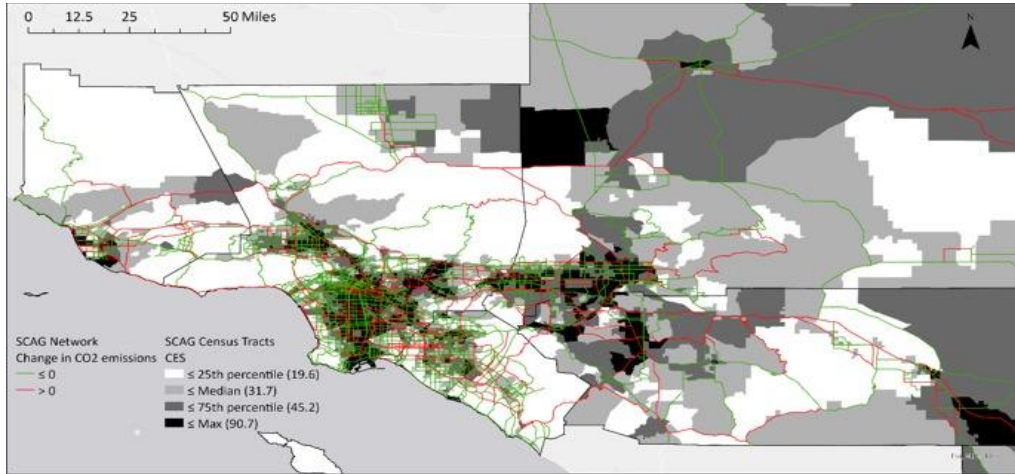 0 12.5 25 50 Miles
N
SCAG Network
Change in CO2 emissions
≤ 0
> 0
SCAG Census Tracts
CES
≤ 25th percentile (19.6)
≤ Median (31.7)
≤ 75th percentile (45.2)
≤ Max (90.7)